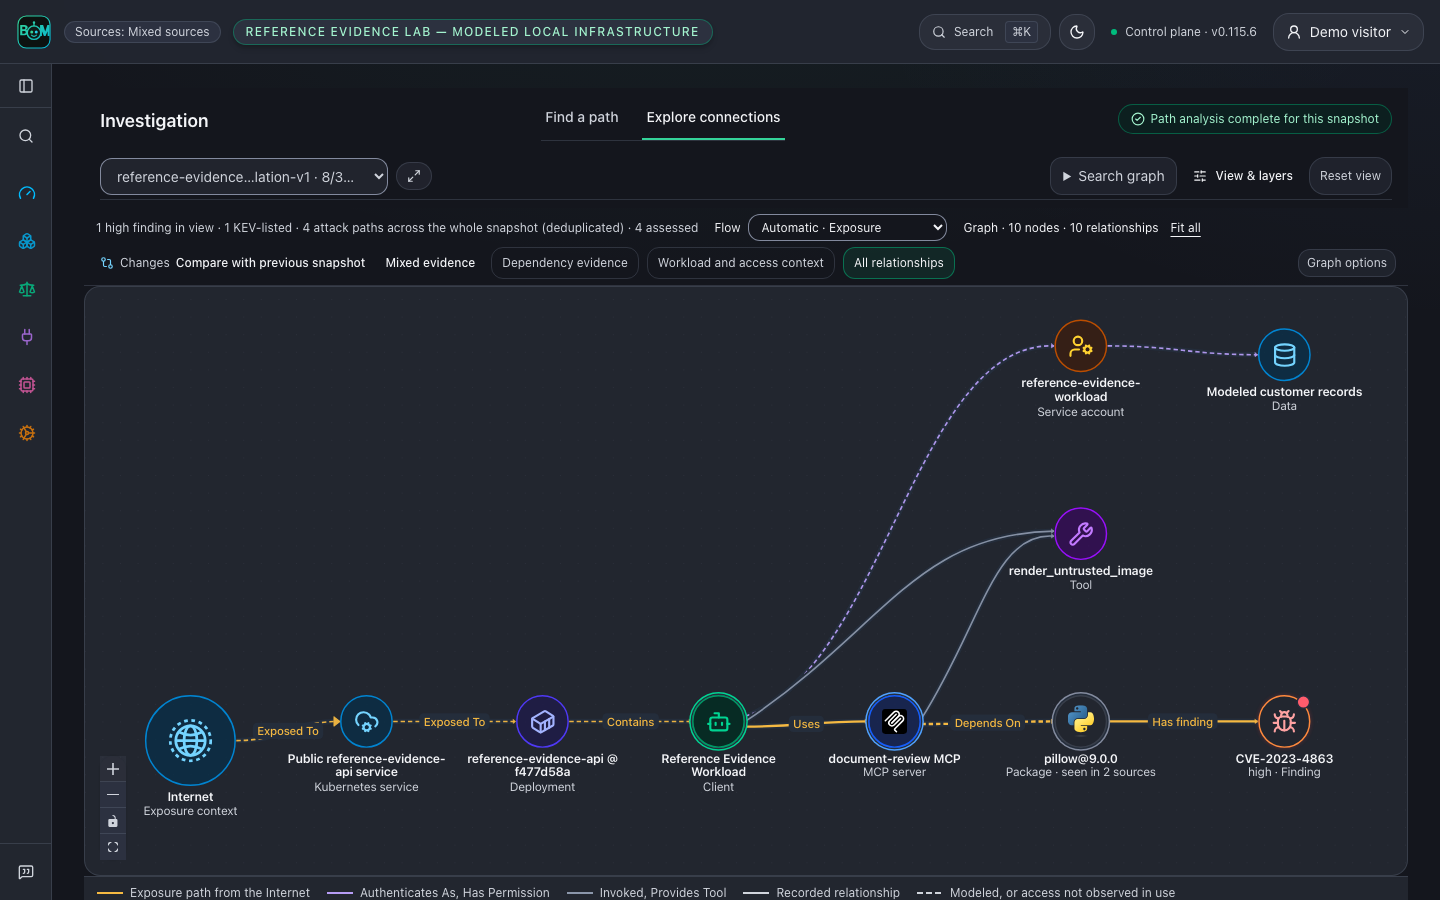 BOM
Sources: Mixed sources
REFERENCE EVIDENCE LAB — MODELED LOCAL INFRASTRUCTURE
Search ⌘K
Control plane · v0.115.6
Demo visitor
Investigation
Find a path
Explore connections
Path analysis complete for this snapshot
reference-evidence...lation-v1 · 8/3...
Search graph
View & layers
Reset view
1 high finding in view · 1 KEV-listed · 4 attack paths across the whole snapshot (deduplicated) · 4 assessed
Flow
Automatic · Exposure
Graph · 10 nodes · 10 relationships
Fit all
Changes
Compare with previous snapshot
Mixed evidence
Dependency evidence
Workload and access context
All relationships
Graph options
reference-evidence-
workload
Service account
Modeled customer records
Data
render_untrusted_image
Tool
Exposed To
Exposed To
Contains
Uses
Depends On
Has finding
Internet
Exposure context
Public reference-evidence-
api service
Kubernetes service
reference-evidence-api @
f477d58a
Deployment
Reference Evidence
Workload
Client
document-review MCP
MCP server
pillow@9.0.0
Package · seen in 2 sources
CVE-2023-4863
high · Finding
Exposure path from the Internet
Authenticates As, Has Permission
Invoked, Provides Tool
Recorded relationship
Modeled, or access not observed in use